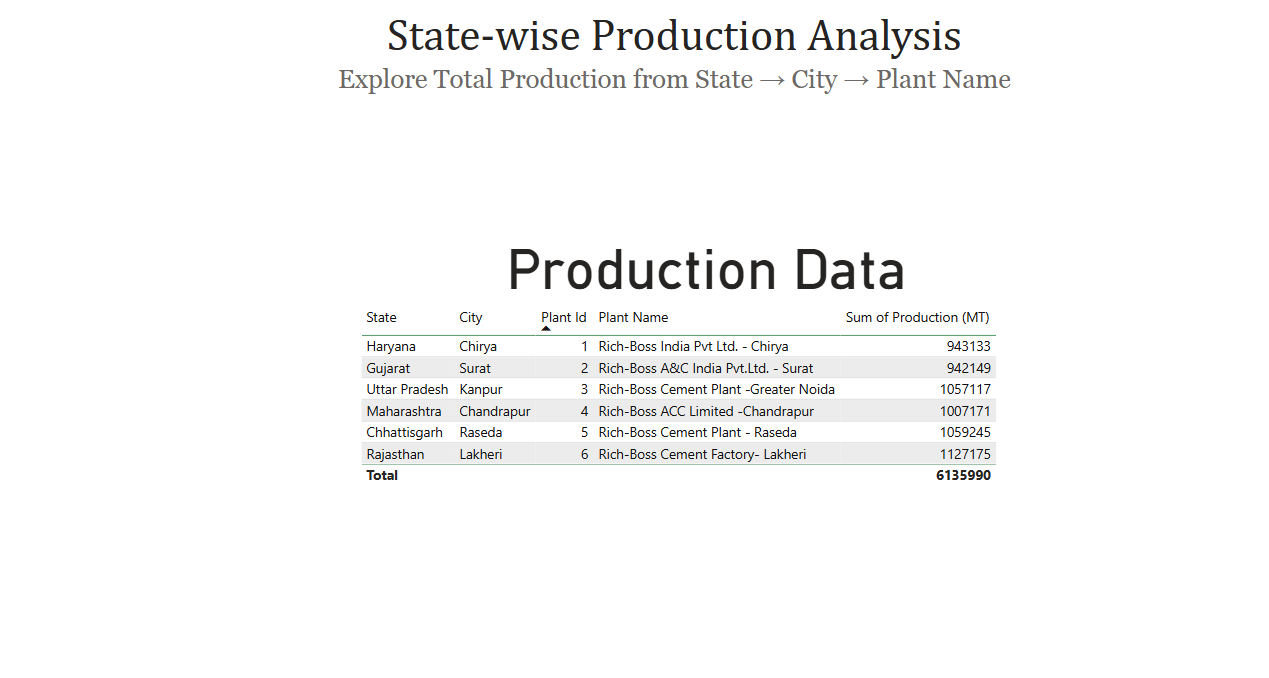 State-wise Production Analysis
Explore Total Production from State → City → Plant Name
Production Data
State City Plant Id Plant Name Sum of Production (MT)
Haryana Chirya 1 Rich-Boss India Pvt Ltd. - Chirya 943133
Gujarat Surat 2 Rich-Boss A&C India Pvt.Ltd. - Surat 942149
Uttar Pradesh Kanpur 3 Rich-Boss Cement Plant -Greater Noida 1057117
Maharashtra Chandrapur 4 Rich-Boss ACC Limited -Chandrapur 1007171
Chhattisgarh Raseda 5 Rich-Boss Cement Plant - Raseda 1059245
Rajasthan Lakheri 6 Rich-Boss Cement Factory- Lakheri 1127175
Total 6135990